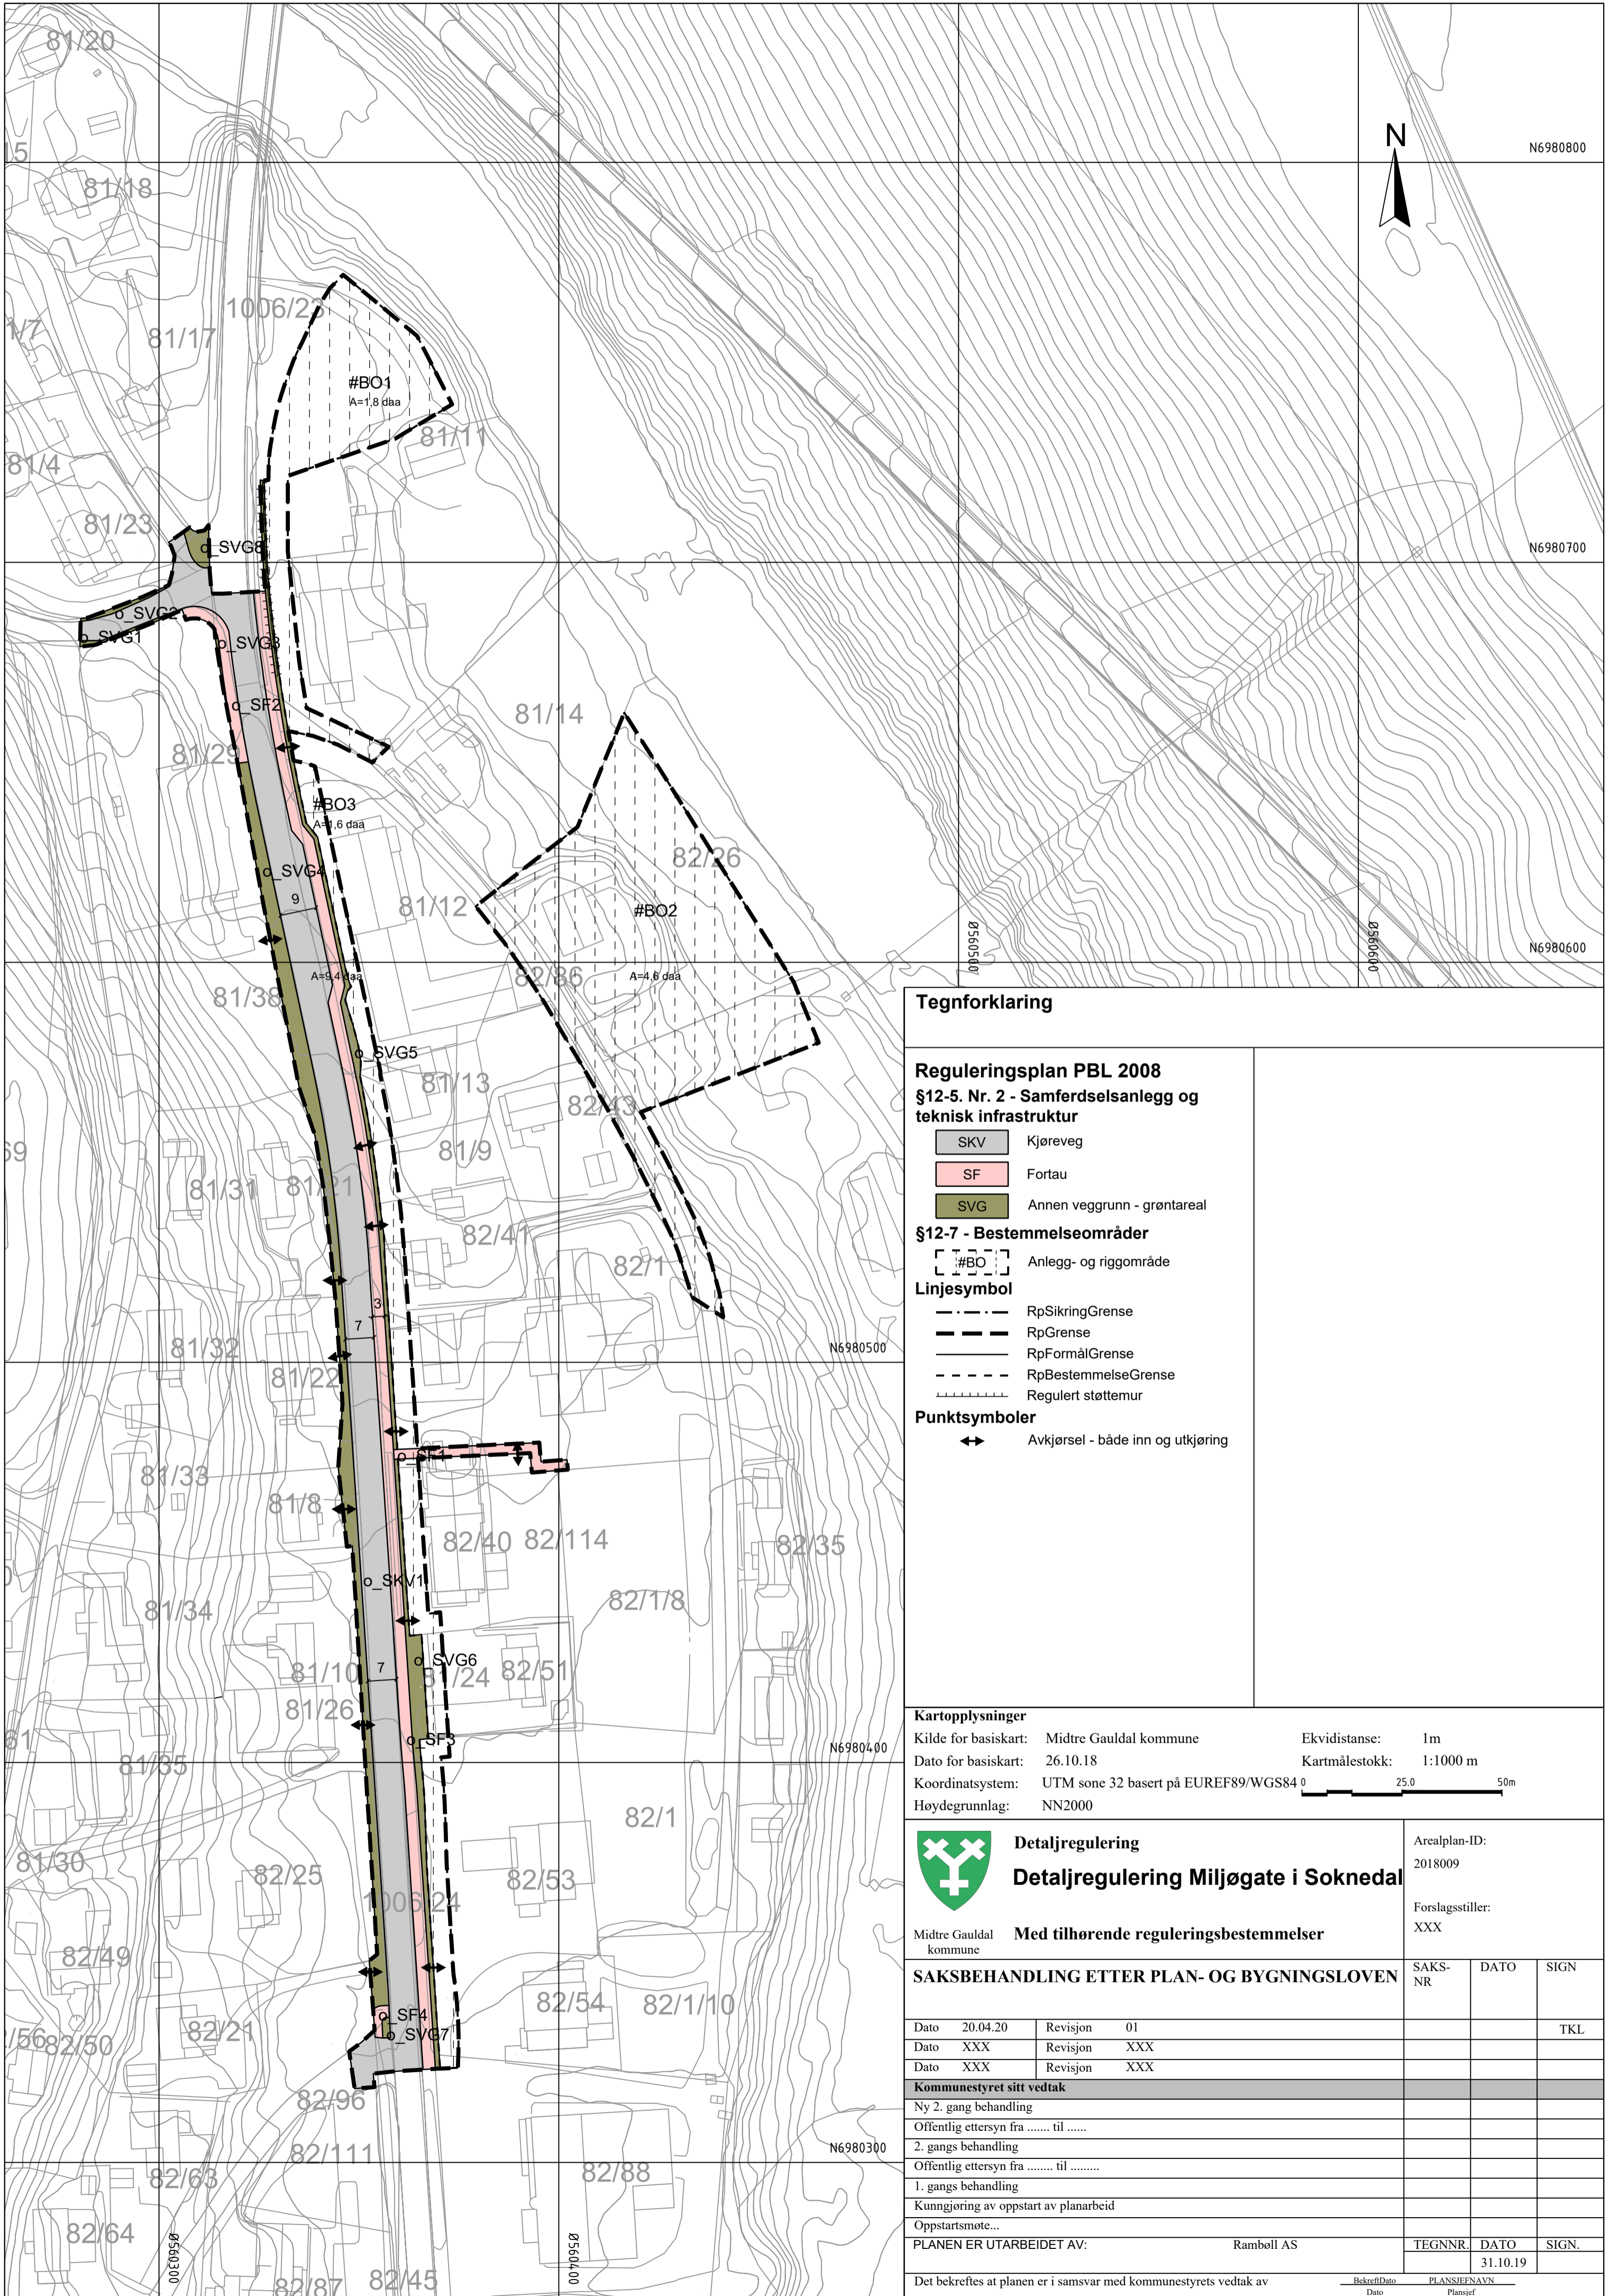 81/20
N
N6980800
15
81/18
1006/23
81/17
1/7
#BO1
A=1,8 daa
81/11
81/4
81/23
o_SVG8
N6980700
o_SVG2
o_SVG1
o_SVG3
o_SF2
81/14
81/29
#BO3
A=1,6 daa
82/26
o_SVG4
9
81/12
#BO2
Ø560500
Ø560600
N6980600
A=9,4 daa
82/86
A=4,6 daa
81/38
o_SVG5
81/13
82/43
81/9
69
81/31
81/21
82/41
82/1
3
7
81/32
N6980500
81/22
o_SF1
81/33
81/8
82/40
82/114
82/35
o_SKV1
81/34
82/1/8
o_SVG6
81/10
7
81/24
82/51
81/26
o_SF3
61
N6980400
81/35
82/1
81/30
82/25
82/53
1006/24
82/49
82/54
82/1/10
o_SF4
82/21
/56
82/50
o_SVG7
82/96
82/111
N6980300
82/63
82/88
82/64
Ø560300
Ø560400
82/87
82/45
Tegnforklaring
Reguleringsplan PBL 2008
§12-5. Nr. 2 - Samferdselsanlegg og
teknisk infrastruktur
SKV Kjøreveg
SF Fortau
SVG Annen veggrunn - grøntareal
§12-7 - Bestemmelseområder
#BO Anlegg- og riggområde
Linjesymbol
RpSikringGrense
RpGrense
RpFormålGrense
RpBestemmelseGrense
Regulert støttemur
Punktsymboler
Avkjørsel - både inn og utkjøring
Kartopplysninger
Kilde for basiskart: Midtre Gauldal kommune Ekvidistanse: 1m
Dato for basiskart: 26.10.18 Kartmålestokk: 1:1000 m
Koordinatsystem: UTM sone 32 basert på EUREF89/WGS84 0 25.0 50m
Høydegrunnlag: NN2000
Detaljregulering
Detaljregulering Miljøgate i Soknedal
Med tilhørende reguleringsbestemmelser
Midtre Gauldal
kommune
Arealplan-ID:
2018009
Forslagsstiller:
XXX
SAKSBEHANDLING ETTER PLAN- OG BYGNINGSLOVEN SAKS-NR DATO SIGN
Dato 20.04.20 Revisjon 01 TKL
Dato XXX Revisjon XXX
Dato XXX Revisjon XXX
Kommunestyret sitt vedtak
Ny 2. gang behandling
Offentlig ettersyn fra ....... til ......
2. gangs behandling
Offentlig ettersyn fra ........ til .........
1. gangs behandling
Kunngjøring av oppstart av planarbeid
Oppstartsmøte...
PLANEN ER UTARBEIDET AV: Rambøll AS TEGNNR. DATO SIGN.
31.10.19
Det bekreftes at planen er i samsvar med kommunestyrets vedtak av BekreftDato PLANSJEFNAVN
Dato Plansjef